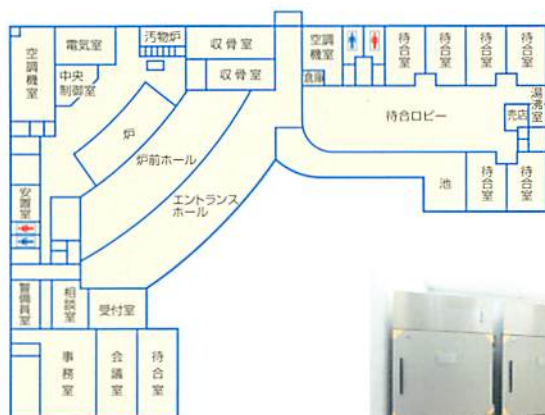 空調機室
電気室
汚物炉
収骨室
空調機室
待合室
待合室
待合室
待合室
中央制御室
収骨室
倉庫
湯沸室
炉
待合ロビー
売店
炉前ホール
安置室
エントランスホール
池
待合室
待合室
警備員室
相談室
受付室
事務室
会議室
待合室